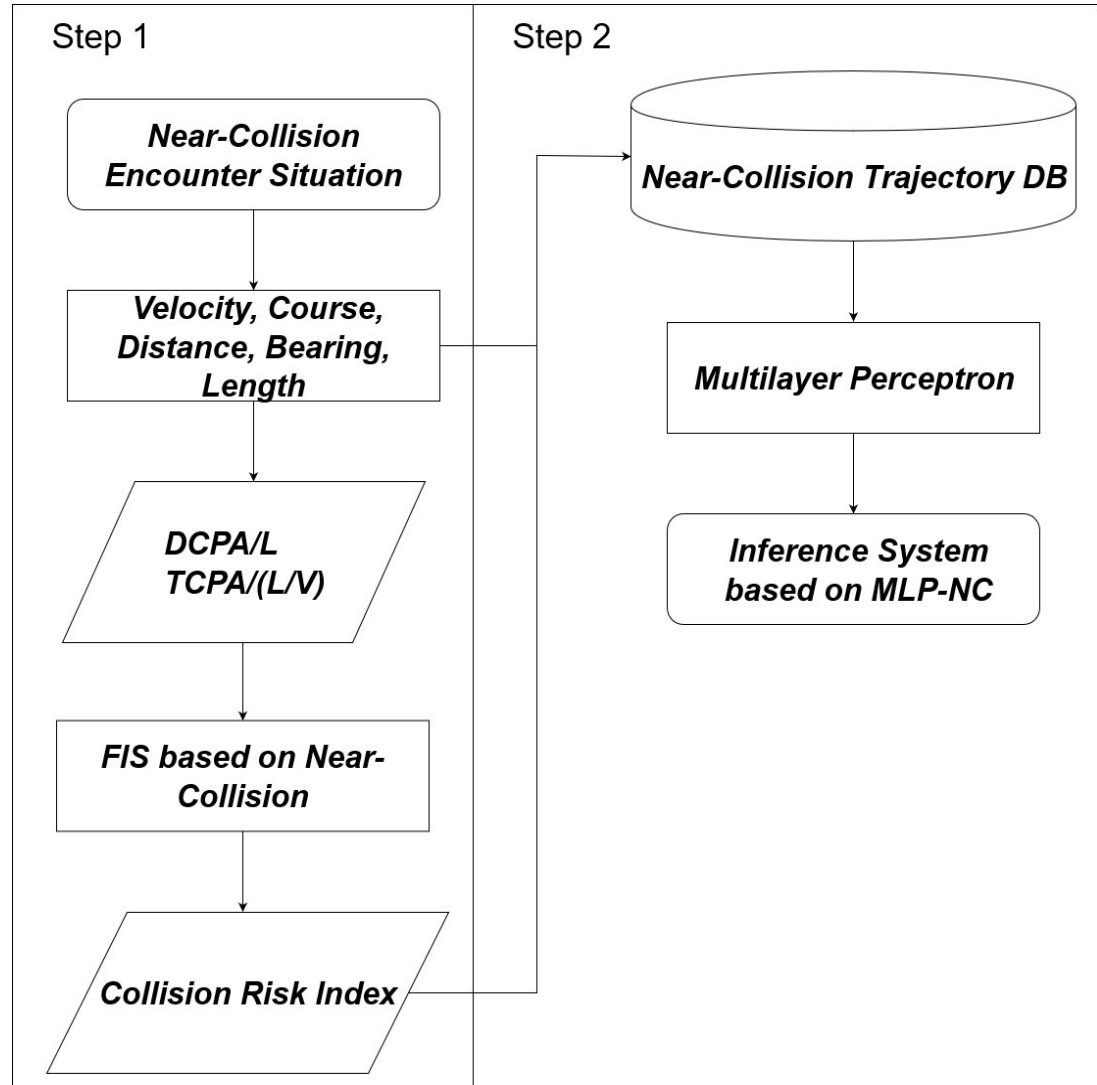 Step 1
Near-Collision
Encounter Situation
Velocity, Course,
Distance, Bearing,
Length
DCPA/L
TCPA/(L/V)
FIS based on Near-
Collision
Collision Risk Index
Step 2
Near-Collision Trajectory DB
Multilayer Perceptron
Inference System
based on MLP-NC